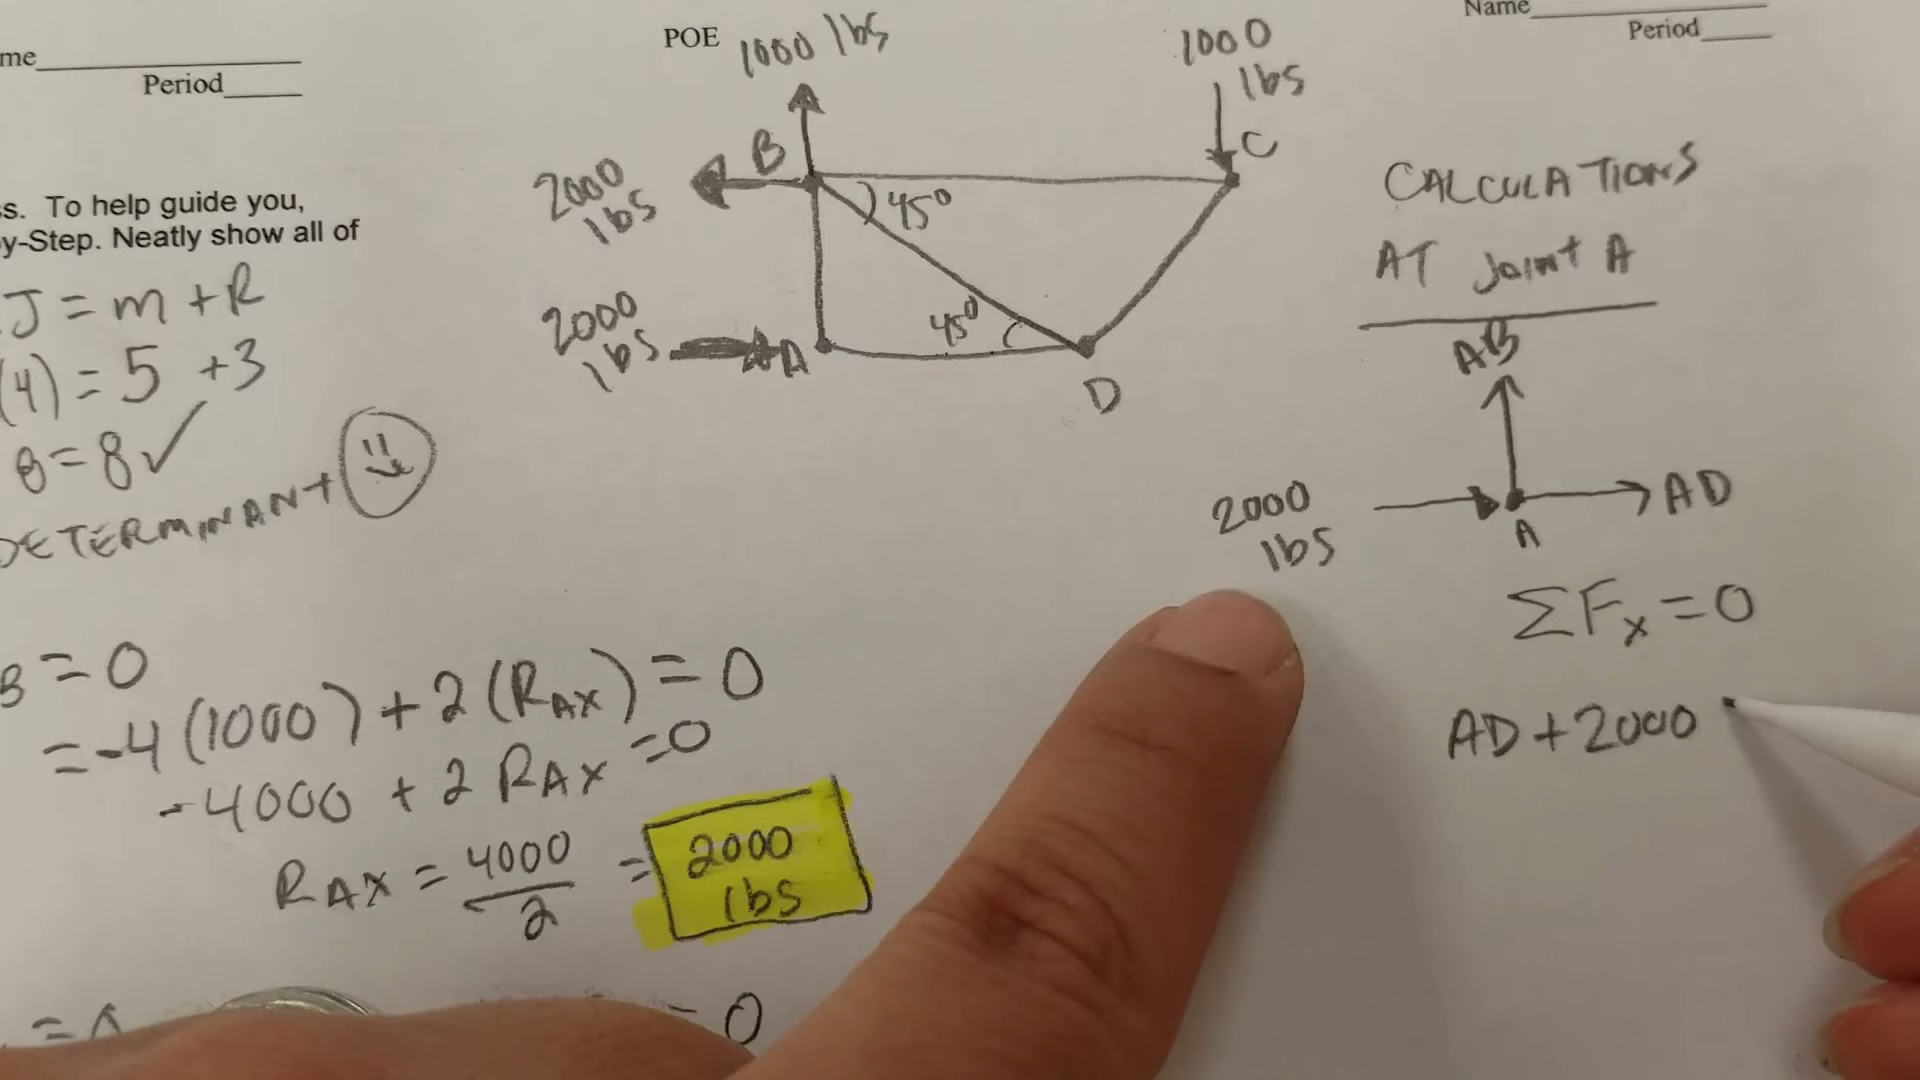 me
Period
s. To help guide you,
y-Step. Neatly show all of
J = m + R
(4) = 5 + 3
8 = 8 ✓
DETERMINANT
B = 0
= -4 (1000) + 2 (RAX) = 0
-4000 + 2 RAX = 0
RAX = 4000 / 2 = 2000 lbs
= 0
POE
1000 lbs
1000
lbs
B
C
2000
lbs
45°
2000
lbs
A
45°
D
Name
Period
CALCULATIONS
AT Joint A
AB
2000
lbs
AD
A
ΣFx = 0
AD + 2000